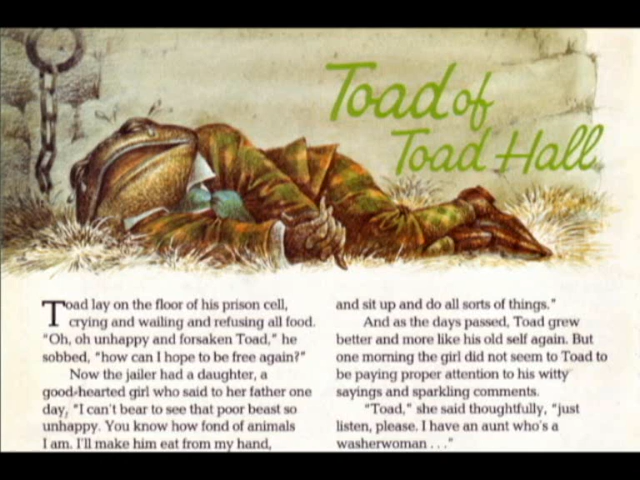 Toad of
Toad Hall
Toad lay on the floor of his prison cell,
crying and wailing and refusing all food.
"Oh, oh unhappy and forsaken Toad," he
sobbed, "how can I hope to be free again?"
Now the jailer had a daughter, a
good-hearted girl who said to her father one
day, "I can't bear to see that poor beast so
unhappy. You know how fond of animals
I am. I'll make him eat from my hand,
and sit up and do all sorts of things."
And as the days passed, Toad grew
better and more like his old self again. But
one morning the girl did not seem to Toad to
be paying proper attention to his witty
sayings and sparkling comments.
"Toad," she said thoughtfully, "just
listen, please. I have an aunt who's a
washerwoman . . ."